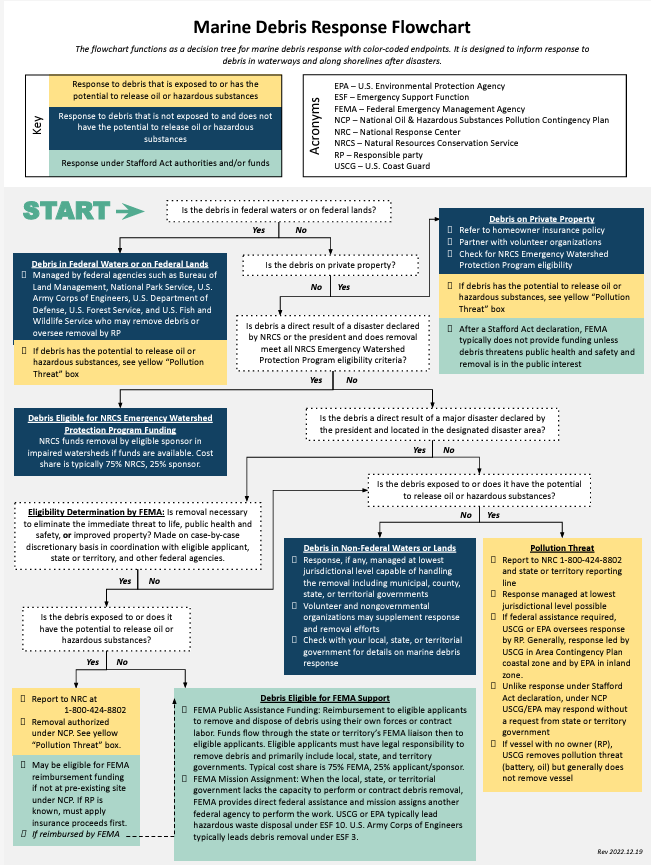 Marine Debris Response Flowchart
The flowchart functions as a decision tree for marine debris response with color-coded endpoints. It is designed to inform response to
debris in waterways and along shorelines after disasters.
Key
Response to debris that is exposed to or has the
potential to release oil or hazardous substances
Response to debris that is not exposed to and does not
have the potential to release oil or hazardous
substances
Response under Stafford Act authorities and/or funds
Acronyms
EPA – U.S. Environmental Protection Agency
ESF – Emergency Support Function
FEMA – Federal Emergency Management Agency
NCP – National Oil & Hazardous Substances Pollution Contingency Plan
NRC – National Response Center
NRCS – Natural Resources Conservation Service
RP – Responsible party
USCG – U.S. Coast Guard
START
Is the debris in federal waters or on federal lands?
Yes No
Debris in Federal Waters or on Federal Lands
Managed by federal agencies such as Bureau of
Land Management, National Park Service, U.S.
Army Corps of Engineers, U.S. Department of
Defense, U.S. Forest Service, and U.S. Fish and
Wildlife Service who may remove debris or
oversee removal by RP
If debris has the potential to release oil or
hazardous substances, see yellow "Pollution
Threat" box
Is the debris on private property?
No Yes
Debris on Private Property
Refer to homeowner insurance policy
Partner with volunteer organizations
Check for NRCS Emergency Watershed
Protection Program eligibility
If debris has the potential to release oil or
hazardous substances, see yellow "Pollution
Threat" box
After a Stafford Act declaration, FEMA
typically does not provide funding unless
debris threatens public health and safety and
removal is in the public interest
Is debris a direct result of a disaster declared
by NRCS or the president and does removal
meet all NRCS Emergency Watershed
Protection Program eligibility criteria?
Yes No
Debris Eligible for NRCS Emergency Watershed
Protection Program Funding
NRCS funds removal by eligible sponsor in
impaired watersheds if funds are available. Cost
share is typically 75% NRCS, 25% sponsor.
Is the debris a direct result of a major disaster declared by
the president and located in the designated disaster area?
Yes No
Eligibility Determination by FEMA: Is removal necessary
to eliminate the immediate threat to life, public health and
safety, or improved property? Made on case-by-case
discretionary basis in coordination with eligible applicant,
state or territory, and other federal agencies.
Yes No
Is the debris exposed to or does it have the potential
to release oil or hazardous substances?
No Yes
Debris in Non-Federal Waters or Lands
Response, if any, managed at lowest
jurisdictional level capable of handling
the removal including municipal, county,
state, or territorial governments
Volunteer and nongovernmental
organizations may supplement response
and removal efforts
Check with your local, state, or territorial
government for details on marine debris
response
Pollution Threat
Report to NRC 1-800-424-8802
and state or territory reporting
line
Response managed at lowest
jurisdictional level possible
If federal assistance required,
USCG or EPA oversees response
by RP. Generally, response led by
USCG in Area Contingency Plan
coastal zone and by EPA in inland
zone.
Unlike response under Stafford
Act declaration, under NCP
USCG/EPA may respond without
a request from state or territory
government
If vessel with no owner (RP),
USCG removes pollution threat
(battery, oil) but generally does
not remove vessel
Is the debris exposed to or does it
have the potential to release oil or
hazardous substances?
Yes No
Report to NRC at
1-800-424-8802
Removal authorized
under NCP. See yellow
"Pollution Threat" box.
May be eligible for FEMA
reimbursement funding
if not at pre-existing site
under NCP. If RP is
known, must apply
insurance proceeds first.
If reimbursed by FEMA
Debris Eligible for FEMA Support
FEMA Public Assistance Funding: Reimbursement to eligible applicants
to remove and dispose of debris using their own forces or contract
labor. Funds flow through the state or territory's FEMA liaison then to
eligible applicants. Eligible applicants must have legal responsibility to
remove debris and primarily include local, state, and territory
governments. Typical cost share is 75% FEMA, 25% applicant/sponsor.
FEMA Mission Assignment: When the local, state, or territorial
government lacks the capacity to perform or contract debris removal,
FEMA provides direct federal assistance and mission assigns another
federal agency to perform the work. USCG or EPA typically lead
hazardous waste disposal under ESF 10. U.S. Army Corps of Engineers
typically leads debris removal under ESF 3.
Rev 2022.12.19